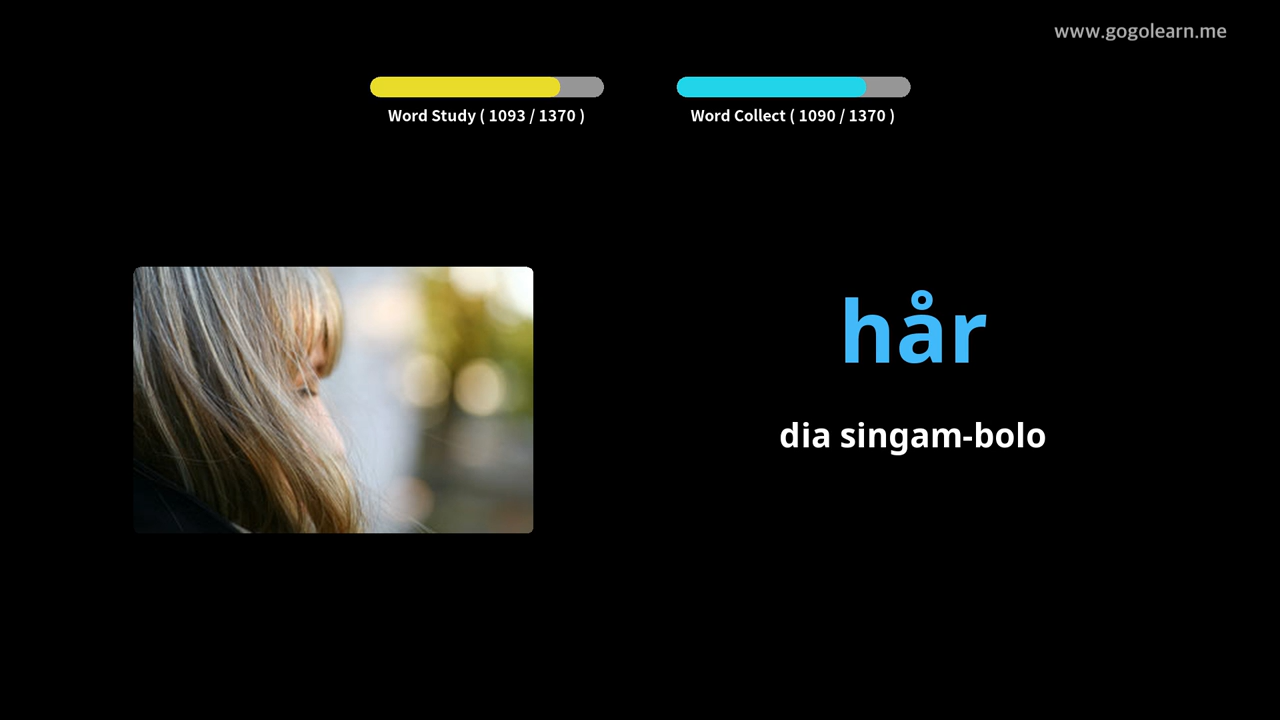 www.gogolearn.me
Word Study ( 1093 / 1370 )
Word Collect ( 1090 / 1370 )
hår
dia singam-bolo